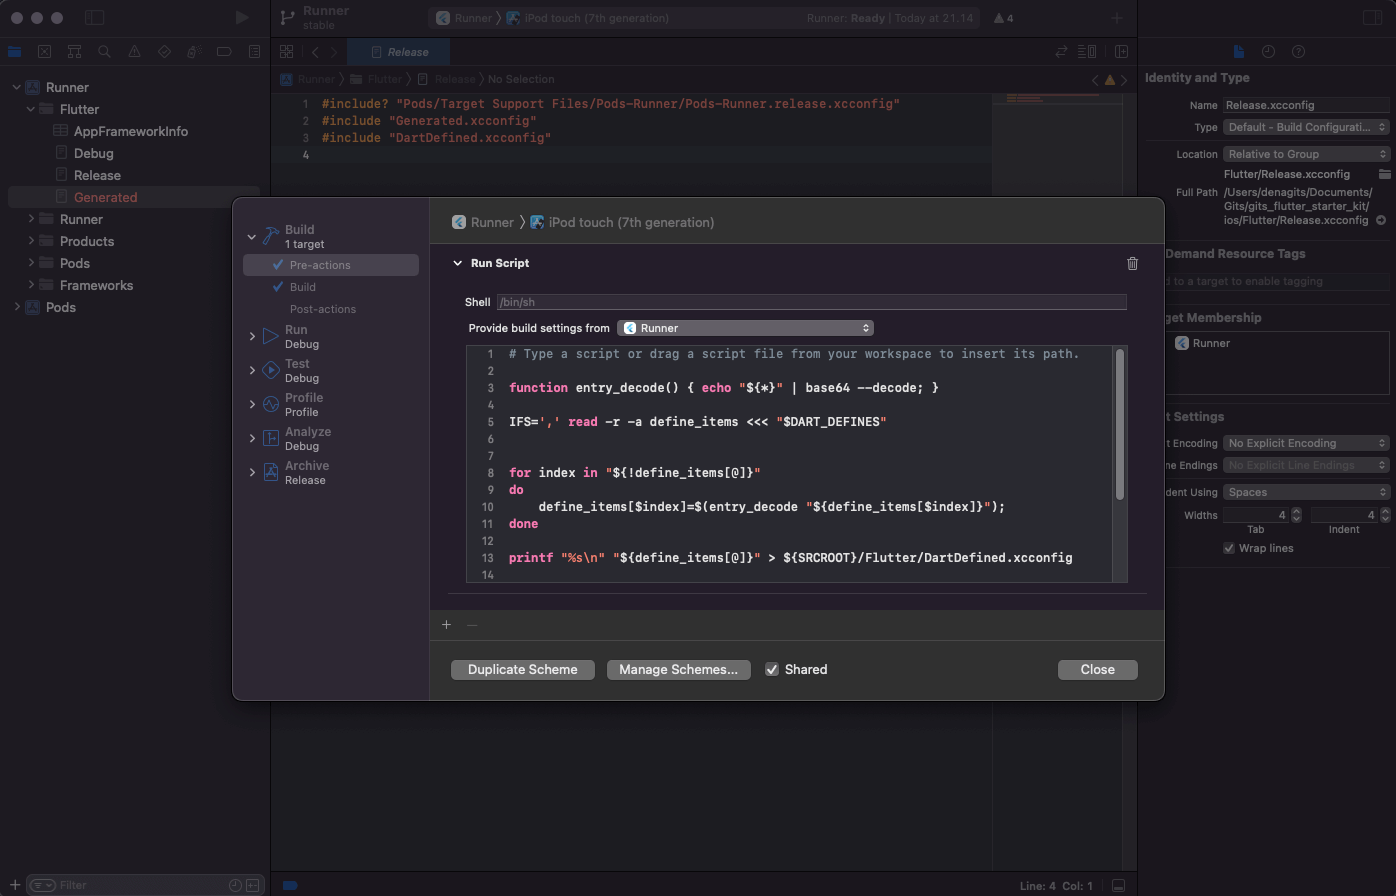 Runner
stable
Runner
iPod touch (7th generation)
Runner: Ready | Today at 21.14
4
Release
Runner
Flutter
AppFrameworkInfo
Debug
Release
Generated
Runner
Products
Pods
Frameworks
Pods
Filter
Runner
Flutter
Release
No Selection
1 #include? "Pods/Target Support Files/Pods-Runner/Pods-Runner.release.xcconfig"
2 #include "Generated.xcconfig"
3 #include "DartDefined.xcconfig"
4
Build
1 target
Pre-actions
Build
Post-actions
Run
Debug
Test
Debug
Profile
Profile
Analyze
Debug
Archive
Release
Runner
iPod touch (7th generation)
Run Script
Shell /bin/sh
Provide build settings from Runner
1 # Type a script or drag a script file from your workspace to insert its path.
2
3 function entry_decode() { echo "${*}" | base64 --decode; }
4
5 IFS=',' read -r -a define_items <<< "$DART_DEFINES"
6
7
8 for index in "${!define_items[@]}"
9 do
10 define_items[$index]=$(entry_decode "${define_items[$index]}");
11 done
12
13 printf "%s\n" "${define_items[@]}" > ${SRCROOT}/Flutter/DartDefined.xcconfig
14
Duplicate Scheme
Manage Schemes...
Shared
Close
Identity and Type
Name Release.xcconfig
Type Default - Build Configurati...
Location Relative to Group
Flutter/Release.xcconfig
Full Path /Users/denagits/Documents/
Gits/gits_flutter_starter_kit/
ios/Flutter/Release.xcconfig
Demand Resource Tags
d to a target to enable tagging
get Membership
Runner
t Settings
t Encoding No Explicit Encoding
ne Endings No Explicit Line Endings
dent Using Spaces
Widths 4 4
Tab Indent
Wrap lines
Line: 4 Col: 1